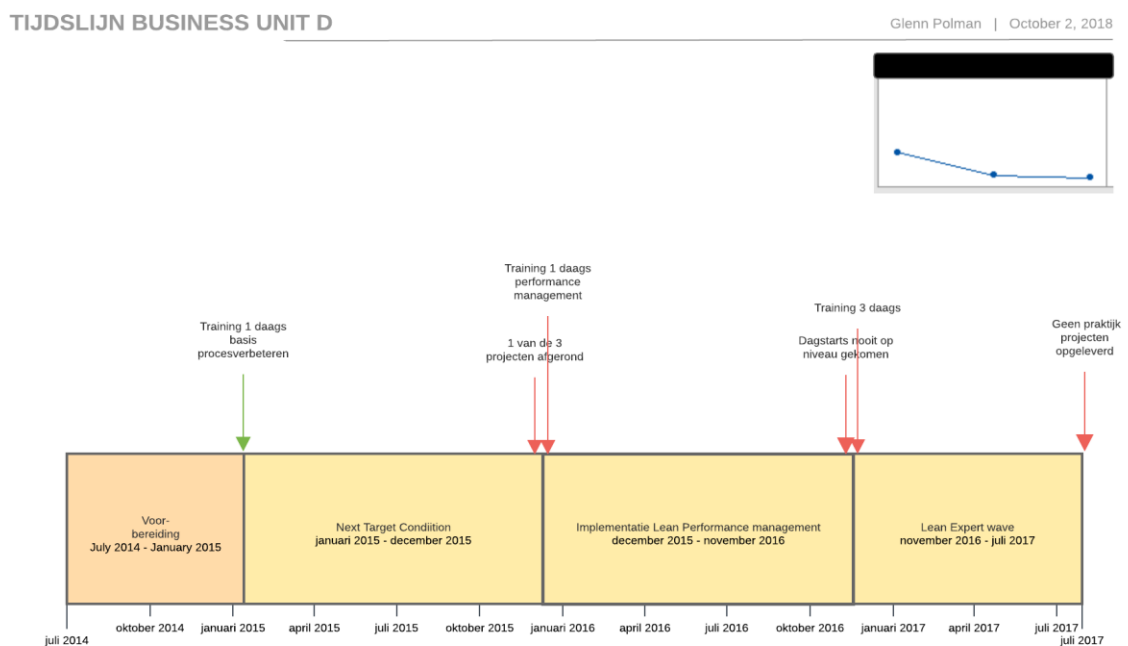 TIJDSLIJN BUSINESS UNIT D
Glenn Polman | October 2, 2018
Training 1 daags
performance
management
Training 3 daags
Training 1 daags
basis
procesverbeteren
1 van de 3
projecten afgerond
Dagstarts nooit op
niveau gekomen
Geen praktijk
projecten
opgeleverd
Voor-
bereiding
July 2014 - January 2015
Next Target Condiition
januari 2015 - december 2015
Implementatie Lean Performance management
december 2015 - november 2016
Lean Expert wave
november 2016 - juli 2017
juli 2014
oktober 2014
januari 2015
april 2015
juli 2015
oktober 2015
januari 2016
april 2016
juli 2016
oktober 2016
januari 2017
april 2017
juli 2017
juli 2017